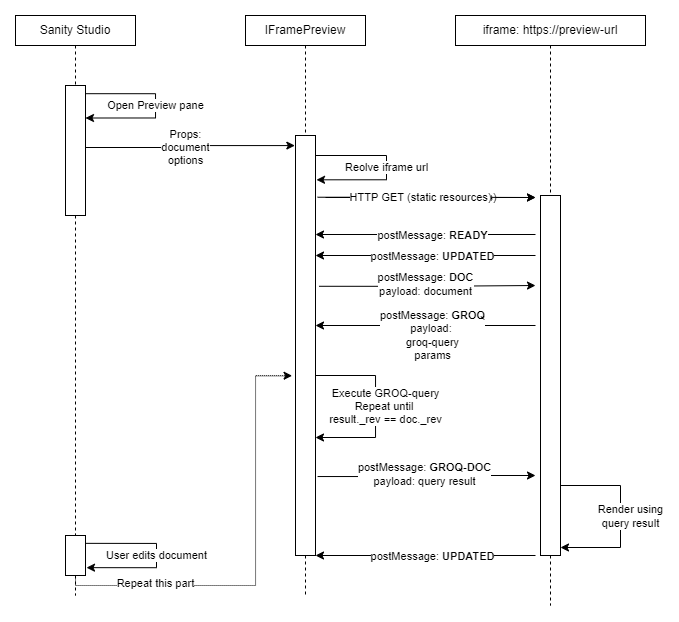 Sanity Studio
IFramePreview
iframe: https://preview-url
Open Preview pane
Props:
document
options
Reolve iframe url
HTTP GET (static resources))
postMessage: READY
postMessage: UPDATED
postMessage: DOC
payload: document
postMessage: GROQ
payload:
groq-query
params
Execute GROQ-query
Repeat until
result._rev == doc._rev
postMessage: GROQ-DOC
payload: query result
Render using
query result
User edits document
postMessage: UPDATED
Repeat this part